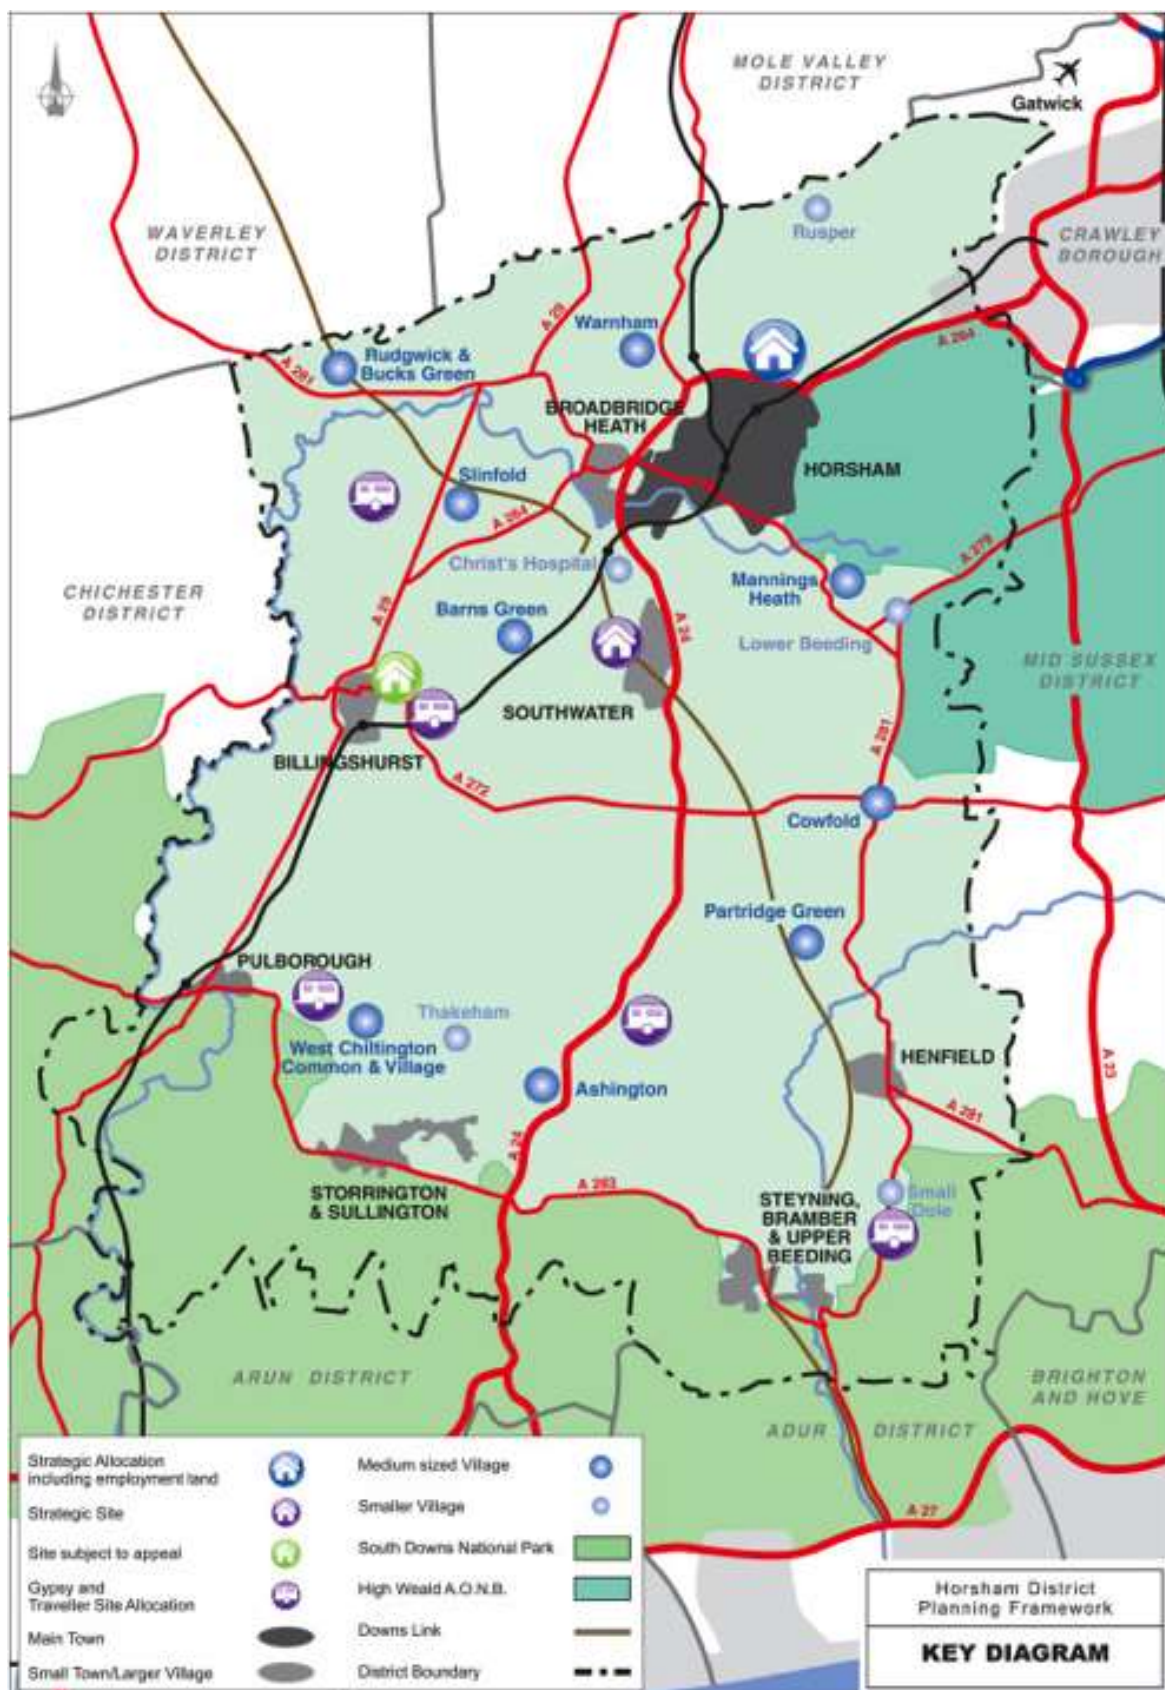 MOLE VALLEY
DISTRICT
Gatwick
WAVERLEY
DISTRICT
Rusper
CRAWLEY
BOROUGH
A 29
Warnham
A 264
Rudgwick &
Bucks Green
A 281
BROADBRIDGE
HEATH
HORSHAM
Slinfold
A 264
A 279
Christ's Hospital
Mannings
Heath
CHICHESTER
DISTRICT
A 29
Barns Green
A 24
Lower Beeding
MID SUSSEX
DISTRICT
SOUTHWATER
A 281
BILLINGSHURST
A 272
Cowfold
Partridge Green
PULBOROUGH
Thakeham
West Chiltington
Common & Village
HENFIELD
A 23
Ashington
A 281
A 24
A 283
STORRINGTON
& SULLINGTON
STEYNING,
BRAMBER
& UPPER
BEEDING
Small
Dole
ARUN DISTRICT
BRIGHTON
AND HOVE
ADUR DISTRICT
A 27
Strategic Allocation
including employment land
Strategic Site
Site subject to appeal
Gypsy and
Traveller Site Allocation
Main Town
Small Town/Larger Village
Medium sized Village
Smaller Village
South Downs National Park
High Weald A.O.N.B.
Downs Link
District Boundary
Horsham District
Planning Framework
KEY DIAGRAM